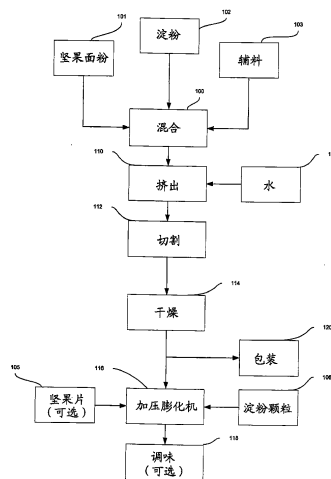 101
坚果面粉
102
淀粉
103
辅料
100
混合
110
挤出
水
112
切割
114
干燥
120
包装
105
坚果片
(可选)
116
加压膨化机
106
淀粉颗粒
118
调味
(可选)